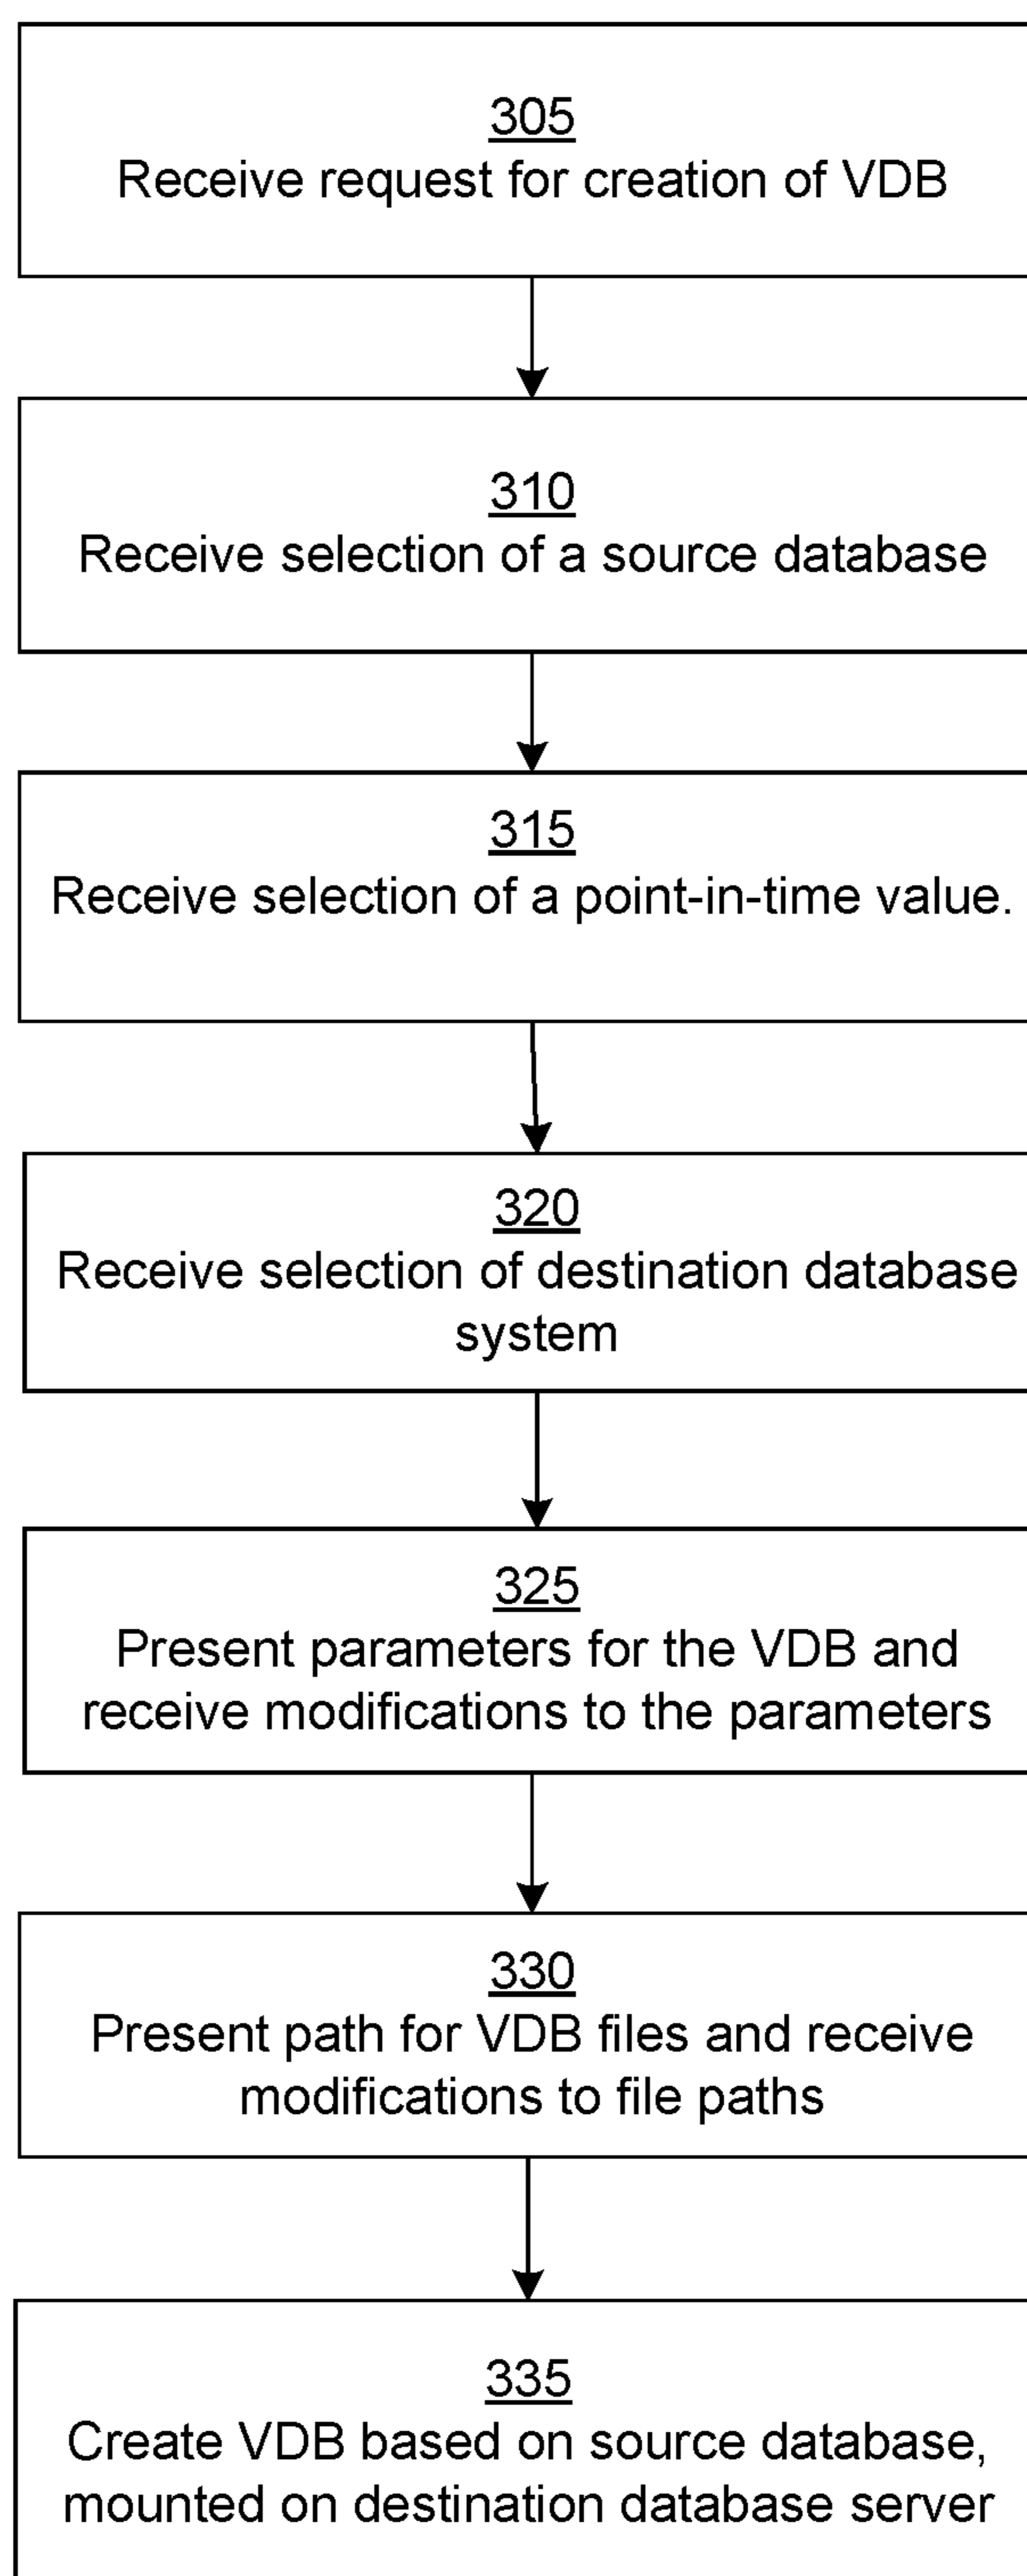 305
Receive request for creation of VDB
310
Receive selection of a source database
315
Receive selection of a point-in-time value.
320
Receive selection of destination database
system
325
Present parameters for the VDB and
receive modifications to the parameters
330
Present path for VDB files and receive
modifications to file paths
335
Create VDB based on source database,
mounted on destination database server